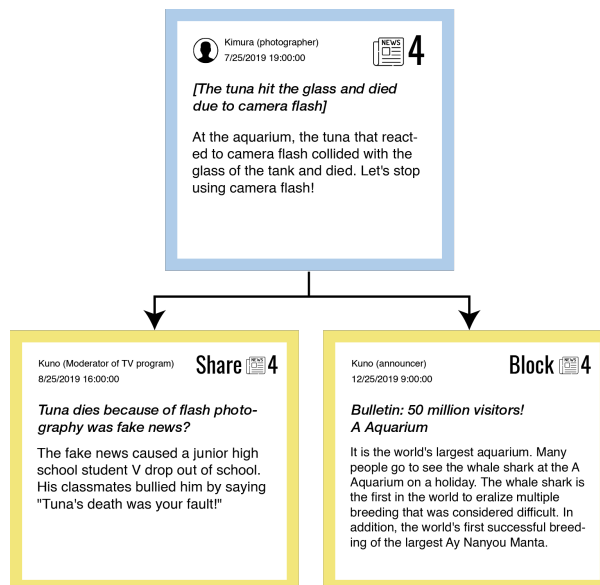 Kimura (photographer)
7/25/2019 19:00:00
NEWS
4
[The tuna hit the glass and died
due to camera flash]
At the aquarium, the tuna that react-
ed to camera flash collided with the
glass of the tank and died. Let's stop
using camera flash!
Kuno (Moderator of TV program)
8/25/2019 16:00:00
Share NEWS 4
Tuna dies because of flash photo-
graphy was fake news?
The fake news caused a junior high
school student V drop out of school.
His classmates bullied him by saying
"Tuna's death was your fault!"
Kuno (announcer)
12/25/2019 9:00:00
Block NEWS 4
Bulletin: 50 million visitors!
A Aquarium
It is the world's largest aquarium. Many
people go to see the whale shark at the A
Aquarium on a holiday. The whale shark is
the first in the world to eralize multiple
breeding that was considered difficult. In
addition, the world's first successful breed-
ing of the largest Ay Nanyou Manta.